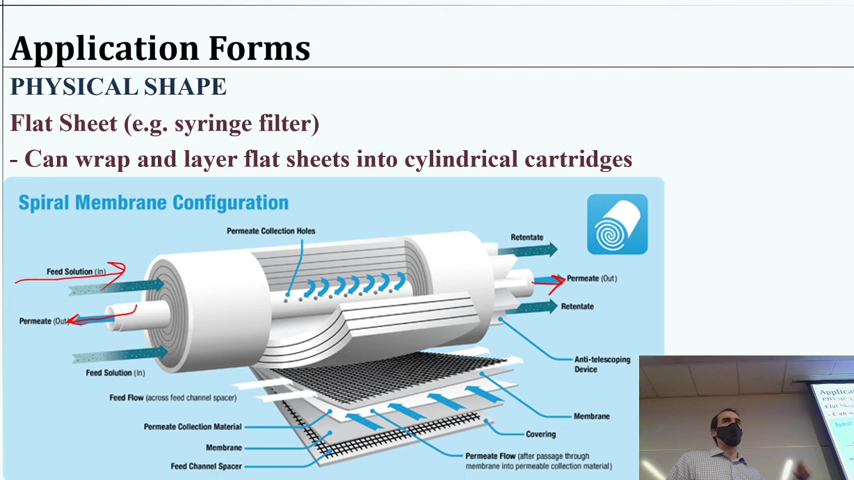 Application Forms
PHYSICAL SHAPE
Flat Sheet (e.g. syringe filter)
- Can wrap and layer flat sheets into cylindrical cartridges
Spiral Membrane Configuration
Permeate Collection Holes
Retentate
Feed Solution (In)
Permeate (Out)
Permeate (Out)
Retentate
Feed Solution (In)
Anti-telescoping
Device
Feed Flow (across feed channel spacer)
Membrane
Permeate Collection Material
Covering
Membrane
Permeate Flow (after passage through
membrane into permeable collection material)
Feed Channel Spacer